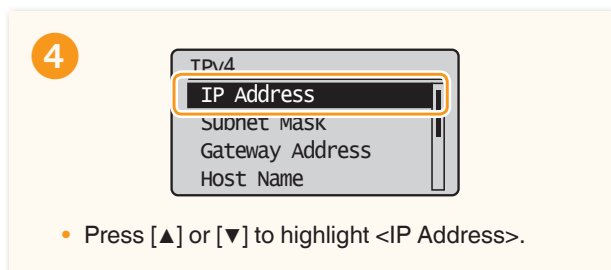 4
IPv4
IP Address
Subnet Mask
Gateway Address
Host Name
• Press [▲] or [▼] to highlight <IP Address>.